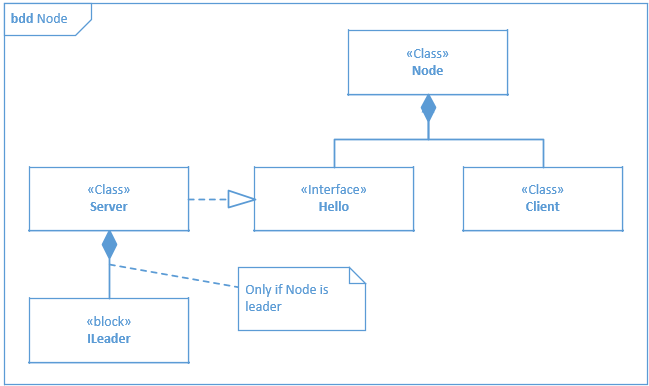 bdd Node
«Class»
Node
«Class»
Server
«Interface»
Hello
«Class»
Client
Only if Node is
leader
«block»
ILeader